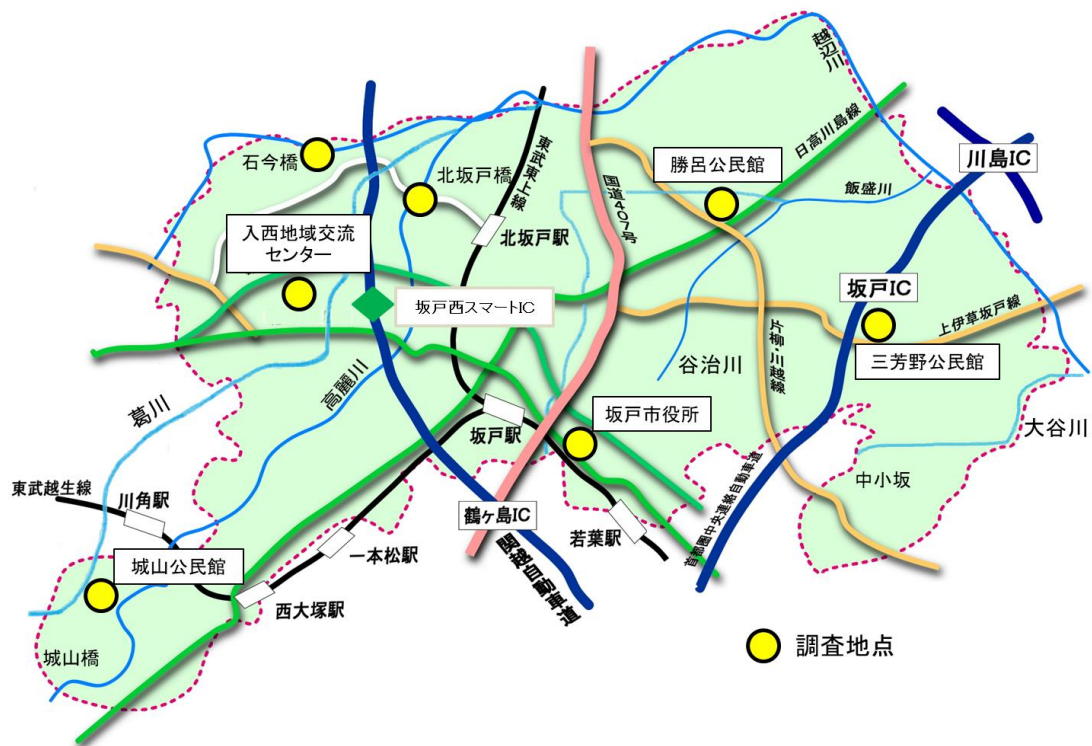 越辺川
日高川島線
東武東上線
国道407号
石今橋
北坂戸橋
勝呂公民館
川島IC
飯盛川
入西地域交流
センター
北坂戸駅
坂戸西スマートIC
坂戸IC
上伊草坂戸線
三芳野公民館
谷治川
片柳・川越線
高麗川
葛川
坂戸駅
坂戸市役所
大谷川
中小坂
首都圏中央連絡自動車道
東武越生線
川角駅
鶴ヶ島IC
若葉駅
関越自動車道
一本松駅
城山公民館
西大塚駅
城山橋
調査地点